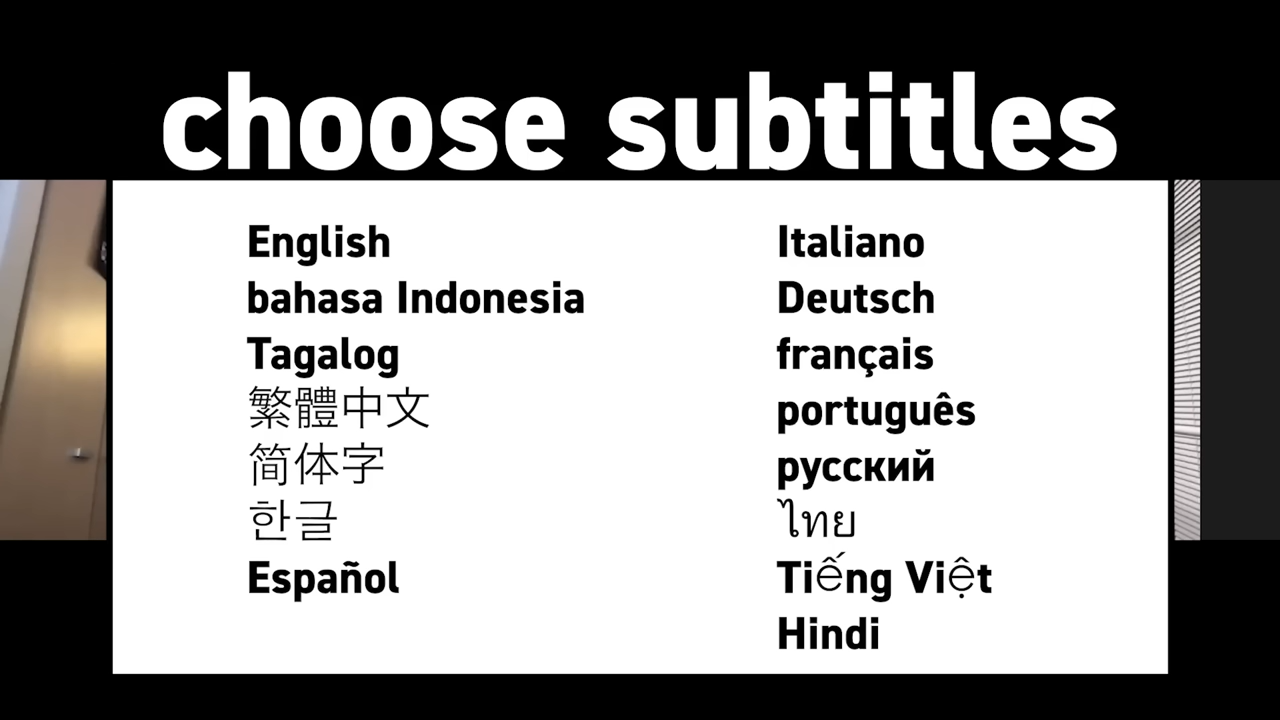 choose subtitles
English
bahasa Indonesia
Tagalog
繁體中文
简体字
한글
Español
Italiano
Deutsch
français
português
русский
ไทย
Tiếng Việt
Hindi